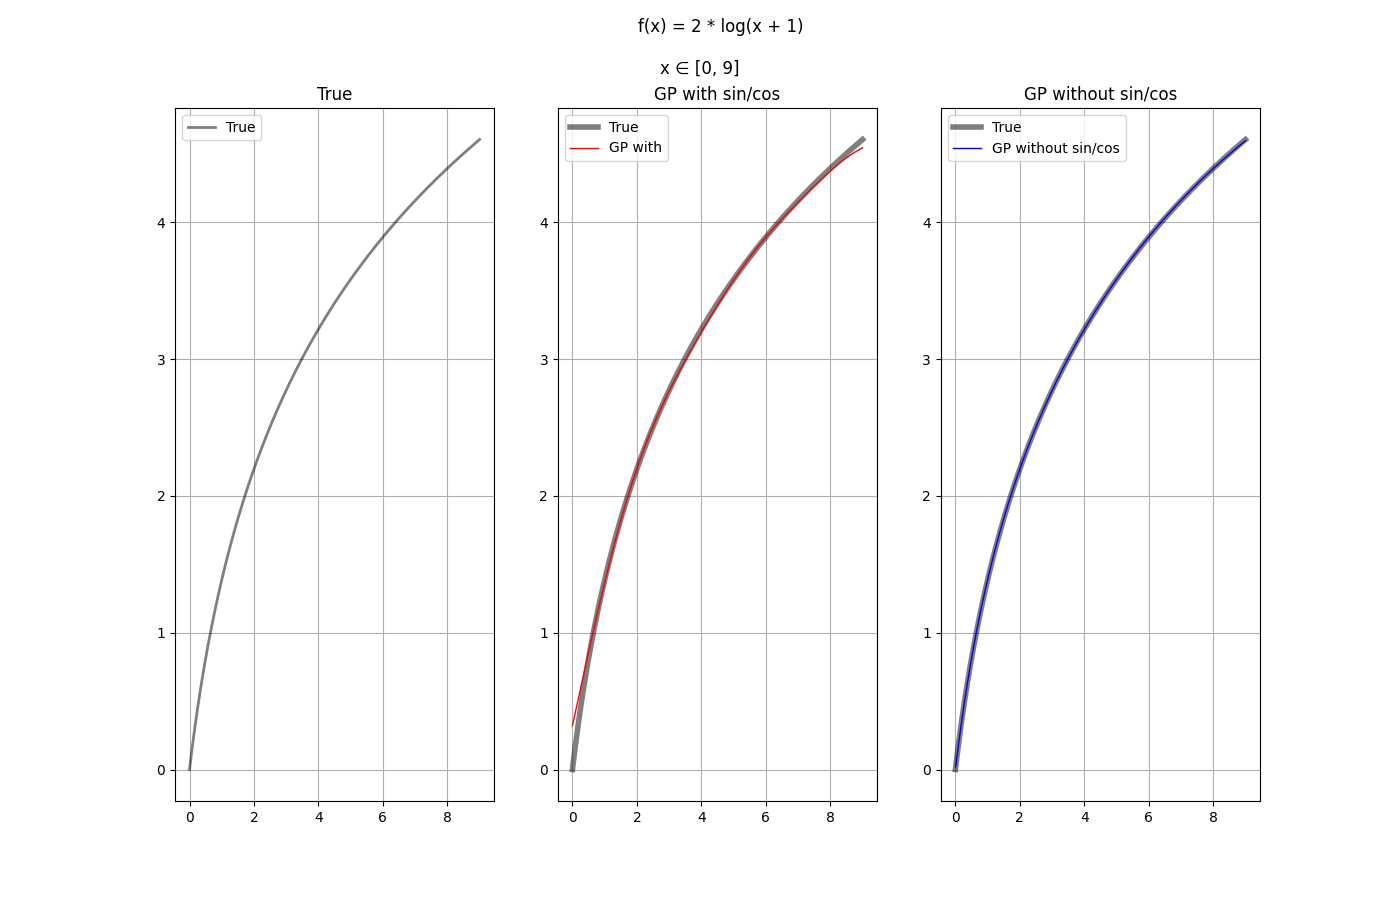 f(x) = 2 * log(x + 1)
x ∈ [0, 9]
True
True
4
3
2
1
0
0 2 4 6 8
GP with sin/cos
True
GP with
4
3
2
1
0
0 2 4 6 8
GP without sin/cos
True
GP without sin/cos
4
3
2
1
0
0 2 4 6 8